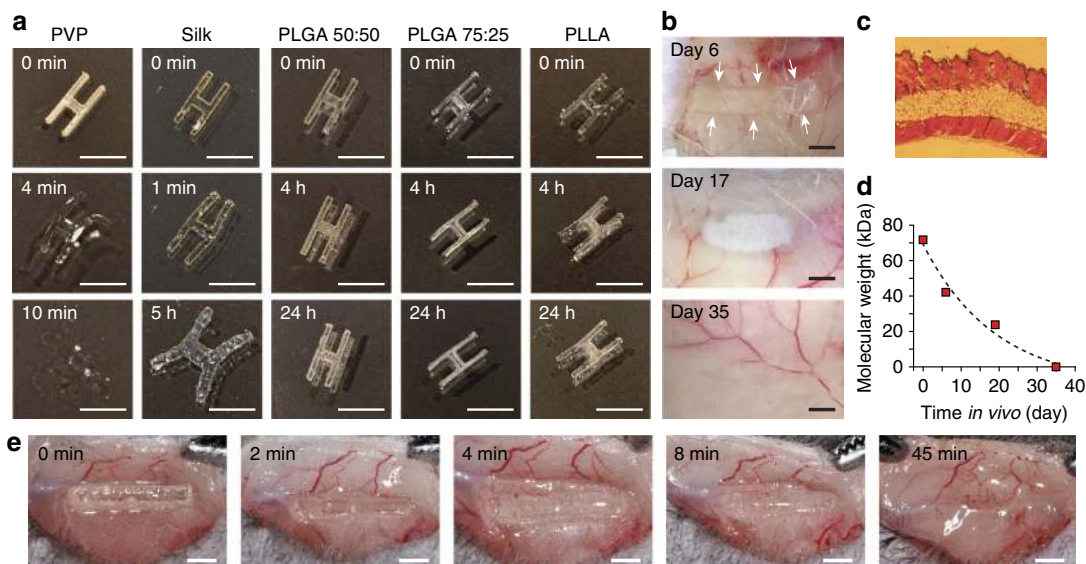 a
PVP
Silk
PLGA 50:50
PLGA 75:25
PLLA
0 min
0 min
0 min
0 min
0 min
4 min
1 min
4 h
4 h
4 h
10 min
5 h
24 h
24 h
24 h
b
Day 6
Day 17
Day 35
c
d
Molecular weight (kDa)
80
60
40
20
0
0
10
20
30
40
Time in vivo (day)
e
0 min
2 min
4 min
8 min
45 min